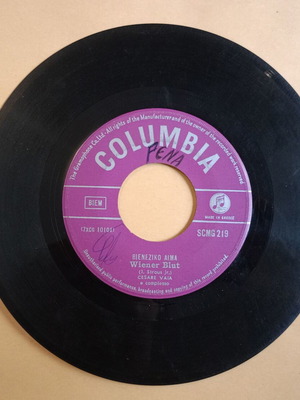 The Gramophone Co. Ltd. All rights of the Manufacturer and of the owner of the recorded work reserved
COLUMBIA
PENA
BIEM
MADE IN GREECE
(7XCO 10105)
SCMG 219
ΒΙΕΝΕΖΙΚΟ ΑΙΜΑ
Wiener Blut
(J. Strauss Jr.)
CESARE VAIA
e complesso
Unauthorized public performance, broadcasting and copying of this record prohibited